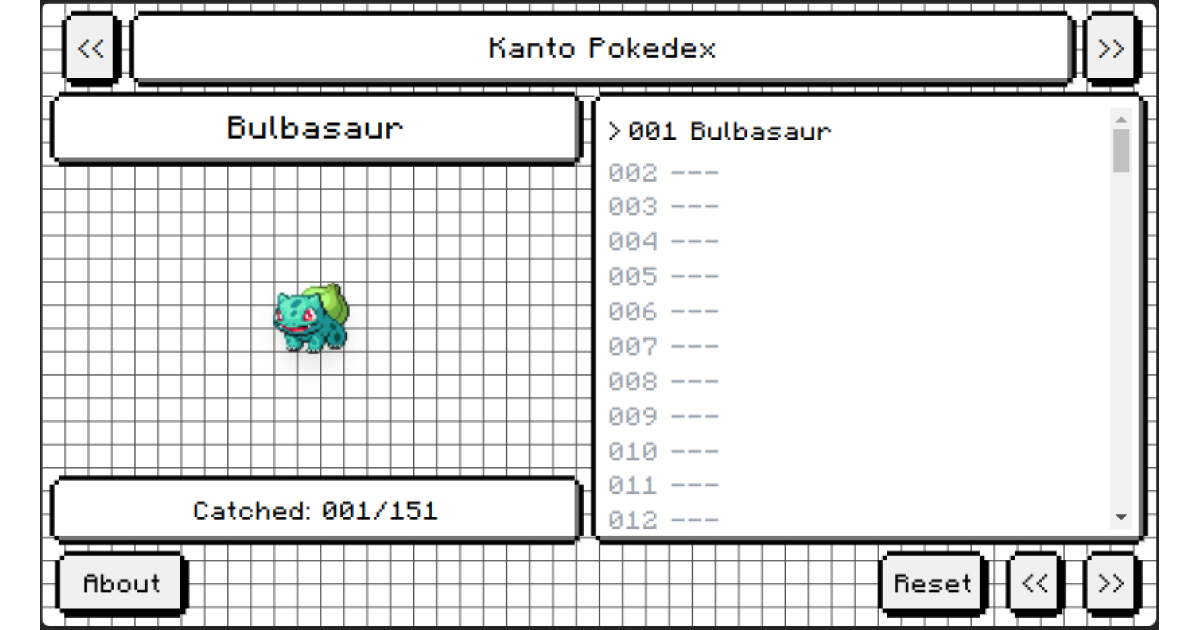 << Kanto Pokedex >>
Bulbasaur
>001 Bulbasaur
002 ---
003 ---
004 ---
005 ---
006 ---
007 ---
008 ---
009 ---
010 ---
011 ---
012 ---
Catched: 001/151
About
Reset << >>